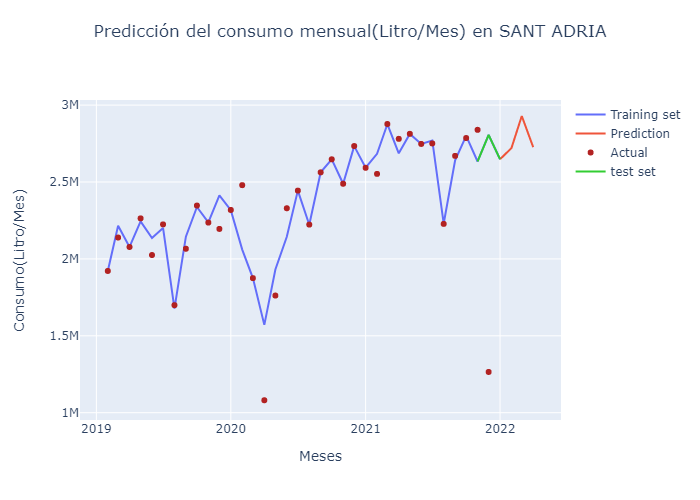 Predicción del consumo mensual(Litro/Mes) en SANT ADRIA
Training set
Prediction
Actual
test set
Consumo(Litro/Mes)
3M
2.5M
2M
1.5M
1M
2019
2020
2021
2022
Meses